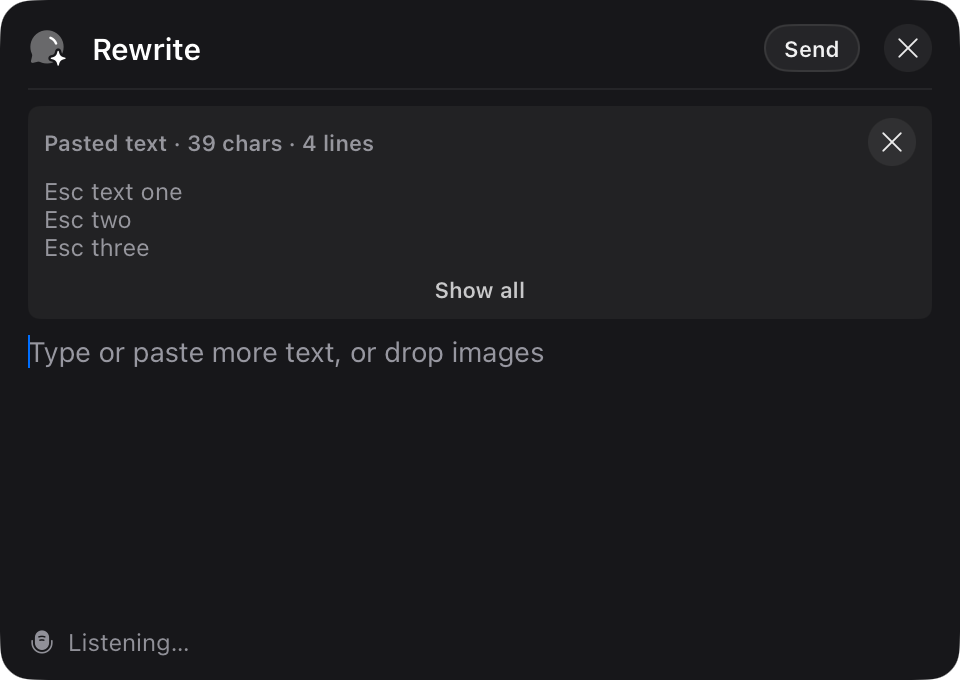 Rewrite
Send
Pasted text · 39 chars · 4 lines
Esc text one
Esc two
Esc three
Show all
Type or paste more text, or drop images
Listening...